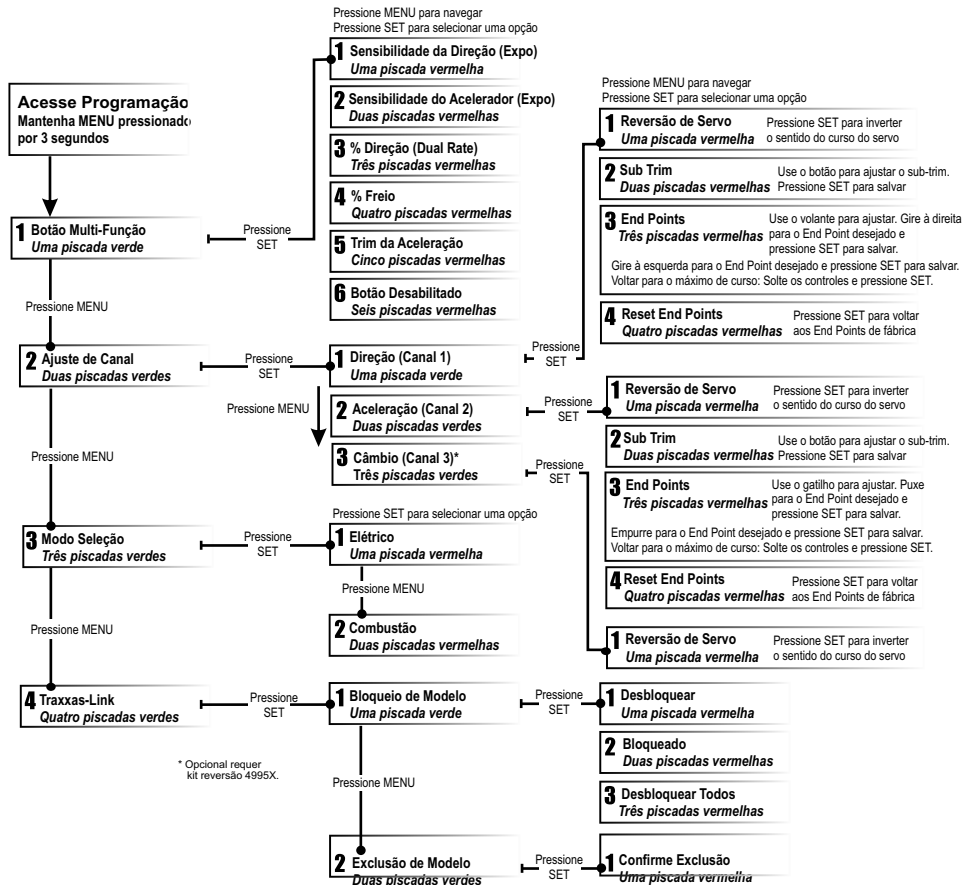 Pressione MENU para navegar
Pressione SET para selecionar uma opção
1 Sensibilidade da Direção (Expo)
Uma piscada vermelha
2 Sensibilidade do Acelerador (Expo)
Duas piscadas vermelhas
3 % Direção (Dual Rate)
Três piscadas vermelhas
4 % Freio
Quatro piscadas vermelhas
5 Trim da Aceleração
Cinco piscadas vermelhas
6 Botão Desabilitado
Seis piscadas vermelhas
Acesse Programação
Mantenha MENU pressionado
por 3 segundos
1 Botão Multi-Função
Uma piscada verde
Pressione
SET
Pressione MENU
2 Ajuste de Canal
Duas piscadas verdes
Pressione
SET
1 Direção (Canal 1)
Uma piscada verde
Pressione
SET
Pressione MENU
2 Aceleração (Canal 2)
Duas piscadas verdes
Pressione
SET
3 Câmbio (Canal 3)*
Três piscadas verdes
Pressione
SET
Pressione MENU para navegar
Pressione SET para selecionar uma opção
1 Reversão de Servo
Uma piscada vermelha
Pressione SET para inverter
o sentido do curso do servo
2 Sub Trim
Duas piscadas vermelhas
Use o botão para ajustar o sub-trim.
Pressione SET para salvar
3 End Points
Três piscadas vermelhas
Use o volante para ajustar. Gire à direita
para o End Point desejado e
pressione SET para salvar.
Gire à esquerda para o End Point desejado e pressione SET para salvar.
Voltar para o máximo de curso: Solte os controles e pressione SET.
4 Reset End Points
Quatro piscadas vermelhas
Pressione SET para voltar
aos End Points de fábrica
1 Reversão de Servo
Uma piscada vermelha
Pressione SET para inverter
o sentido do curso do servo
2 Sub Trim
Duas piscadas vermelhas
Use o botão para ajustar o sub-trim.
Pressione SET para salvar
3 End Points
Três piscadas vermelhas
Use o gatilho para ajustar. Puxe
para o End Point desejado e
pressione SET para salvar.
Empurre para o End Point desejado e pressione SET para salvar.
Voltar para o máximo de curso: Solte os controles e pressione SET.
4 Reset End Points
Quatro piscadas vermelhas
Pressione SET para voltar
aos End Points de fábrica
1 Reversão de Servo
Uma piscada vermelha
Pressione SET para inverter
o sentido do curso do servo
Pressione MENU
3 Modo Seleção
Três piscadas verdes
Pressione
SET
Pressione SET para selecionar uma opção
1 Elétrico
Uma piscada vermelha
Pressione MENU
2 Combustão
Duas piscadas vermelhas
Pressione MENU
4 Traxxas-Link
Quatro piscadas verdes
Pressione
SET
1 Bloqueio de Modelo
Uma piscada verde
Pressione
SET
1 Desbloquear
Uma piscada vermelha
2 Bloqueado
Duas piscadas vermelhas
3 Desbloquear Todos
Três piscadas vermelhas
* Opcional requer
kit reversão 4995X.
Pressione MENU
2 Exclusão de Modelo
Duas piscadas verdes
Pressione
SET
1 Confirme Exclusão
Uma piscada vermelha